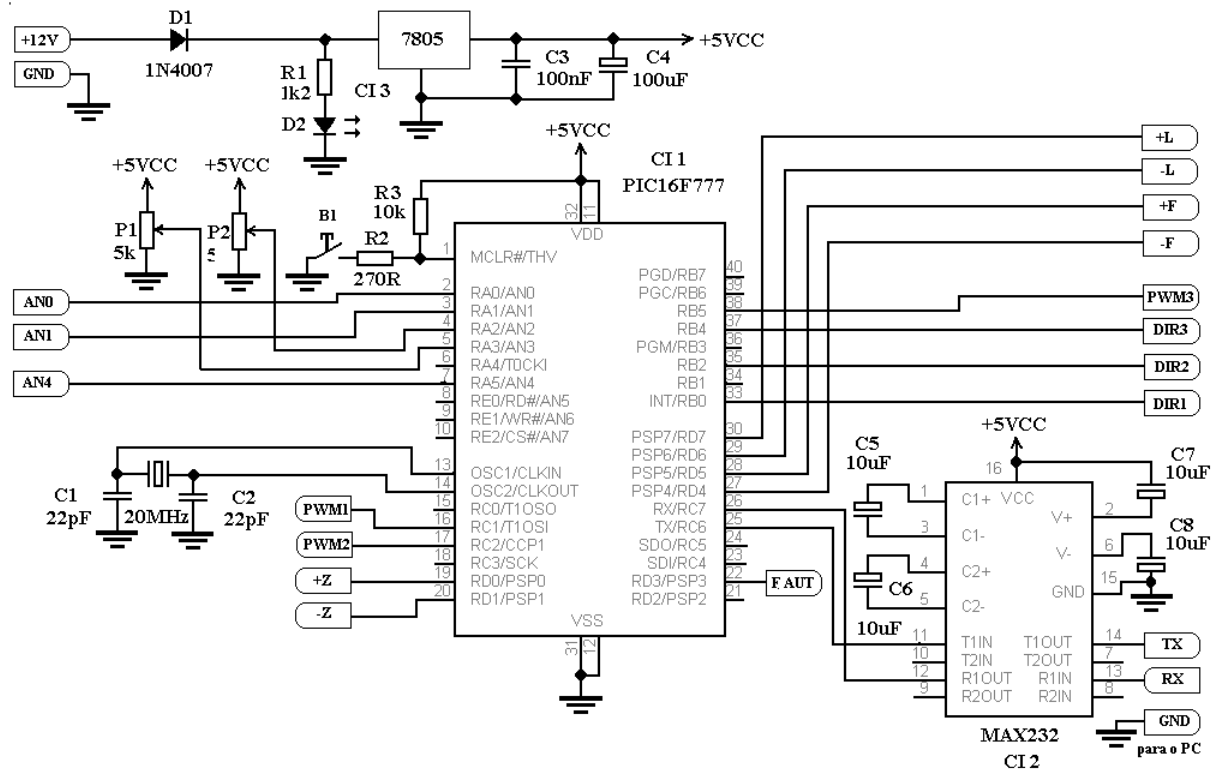 D1
+12V
7805
+5VCC
GND
1N4007
R1
1k2
C3
100nF
C4
100uF
CI 3
D2
+5VCC
+L
CI 1
PIC16F777
-L
+5VCC
+5VCC
R3
10k
+F
P1
5k
P2
5
B1
R2
270R
-F
32
11
VDD
1
MCLR#/THV
AN0
2
RA0/AN0
3
RA1/AN1
AN1
4
RA2/AN2
5
RA3/AN3
6
RA4/T0CKI
AN4
7
RA5/AN4
8
RE0/RD#/AN5
9
RE1/WR#/AN6
10
RE2/CS#/AN7
13
OSC1/CLKIN
14
OSC2/CLKOUT
15
RC0/T1OSO
16
RC1/T1OSI
17
RC2/CCP1
18
RC3/SCK
19
RD0/PSP0
20
RD1/PSP1
PGD/RB7
40
PGC/RB6
39
RB5
38
RB4
37
PGM/RB3
36
RB2
35
RB1
34
INT/RB0
33
PSP7/RD7
30
PSP6/RD6
29
PSP5/RD5
28
PSP4/RD4
27
RX/RC7
26
TX/RC6
25
SDO/RC5
24
SDI/RC4
23
RD3/PSP3
22
RD2/PSP2
21
VSS
31
12
PWM3
DIR3
DIR2
DIR1
C1
22pF
20MHz
C2
22pF
PWM1
PWM2
+Z
-Z
F_AUT
+5VCC
C5
10uF
C7
10uF
C8
10uF
C6
10uF
16
VCC
1
C1+
3
C1-
4
C2+
5
C2-
11
T1IN
10
T2IN
12
R1OUT
9
R2OUT
V+
2
V-
6
GND
15
T1OUT
14
T2OUT
7
R1IN
13
R2IN
8
TX
RX
GND
para o PC
MAX232
CI 2